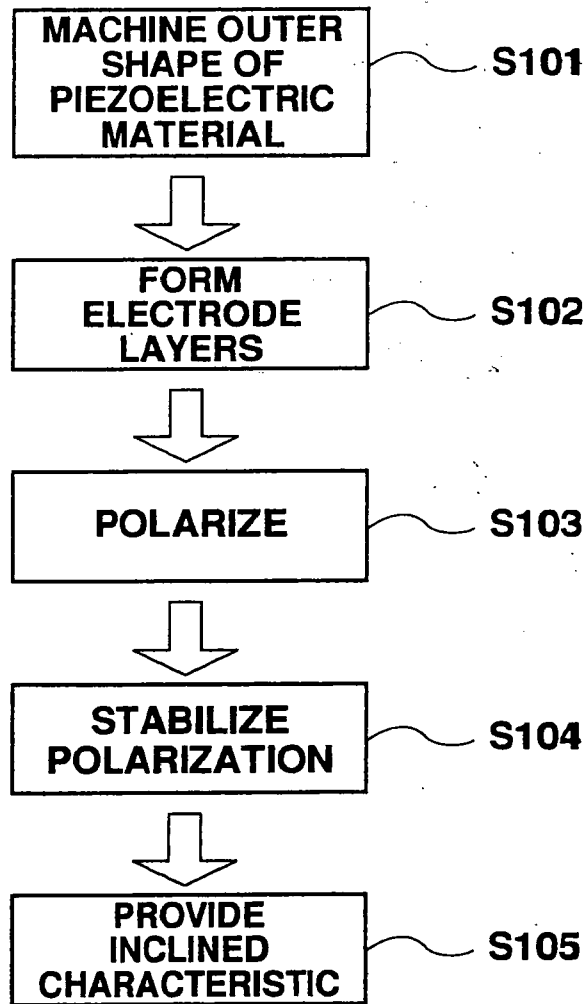 MACHINE OUTER
SHAPE OF
PIEZOELECTRIC
MATERIAL
S101
FORM
ELECTRODE
LAYERS
S102
POLARIZE
S103
STABILIZE
POLARIZATION
S104
PROVIDE
INCLINED
CHARACTERISTIC
S105